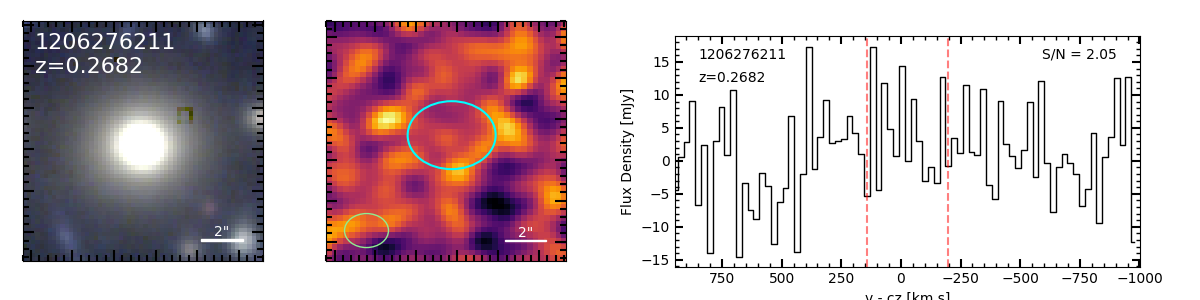 1206276211
z=0.2682
2"
2"
1206276211
z=0.2682
S/N = 2.05
Flux Density [mJy]
15
10
5
0
−5
−10
−15
750 500 250 0 −250 −500 −750 −1000
v - cz [km s]